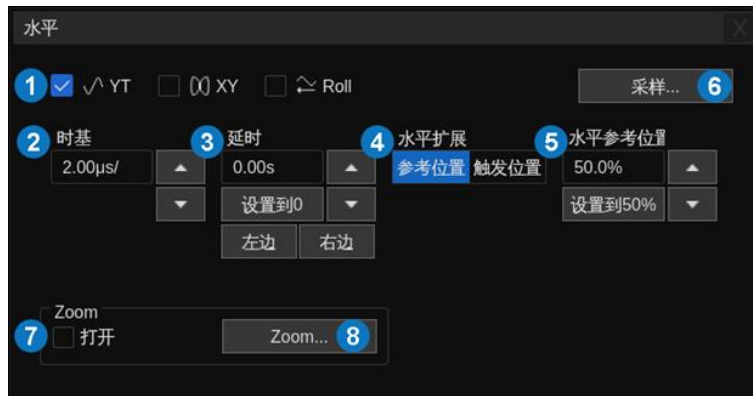 水平 X
1 YT XY Roll 采样... 6
2 时基 3 延时 4 水平扩展 5 水平参考位置
2.00μs/ 0.00s 参考位置 触发位置 50.0%
设置到0 设置到50%
左边 右边
Zoom
7 打开 Zoom... 8